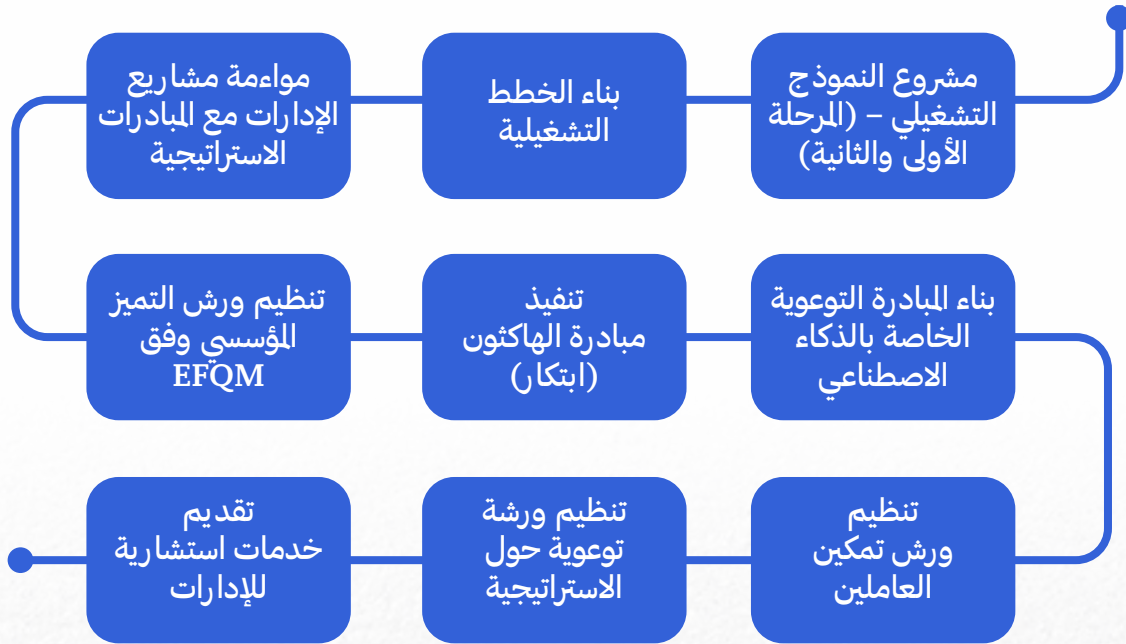 مشروع النموذج
التشغيلي – (المرحلة
الأولى والثانية)
بناء الخطط
التشغيلية
مواءمة مشاريع
الإدارات مع المبادرات
الاستراتيجية
تنظيم ورش التميز
المؤسسي وفق
EFQM
تنفيذ
مبادرة الهاكثون
(ابتكار)
بناء المبادرة التوعوية
الخاصة بالذكاء
الاصطناعي
تنظيم
ورش تمكين
العاملين
تنظيم ورشة
توعوية حول
الاستراتيجية
تقديم
خدمات استشارية
للإدارات